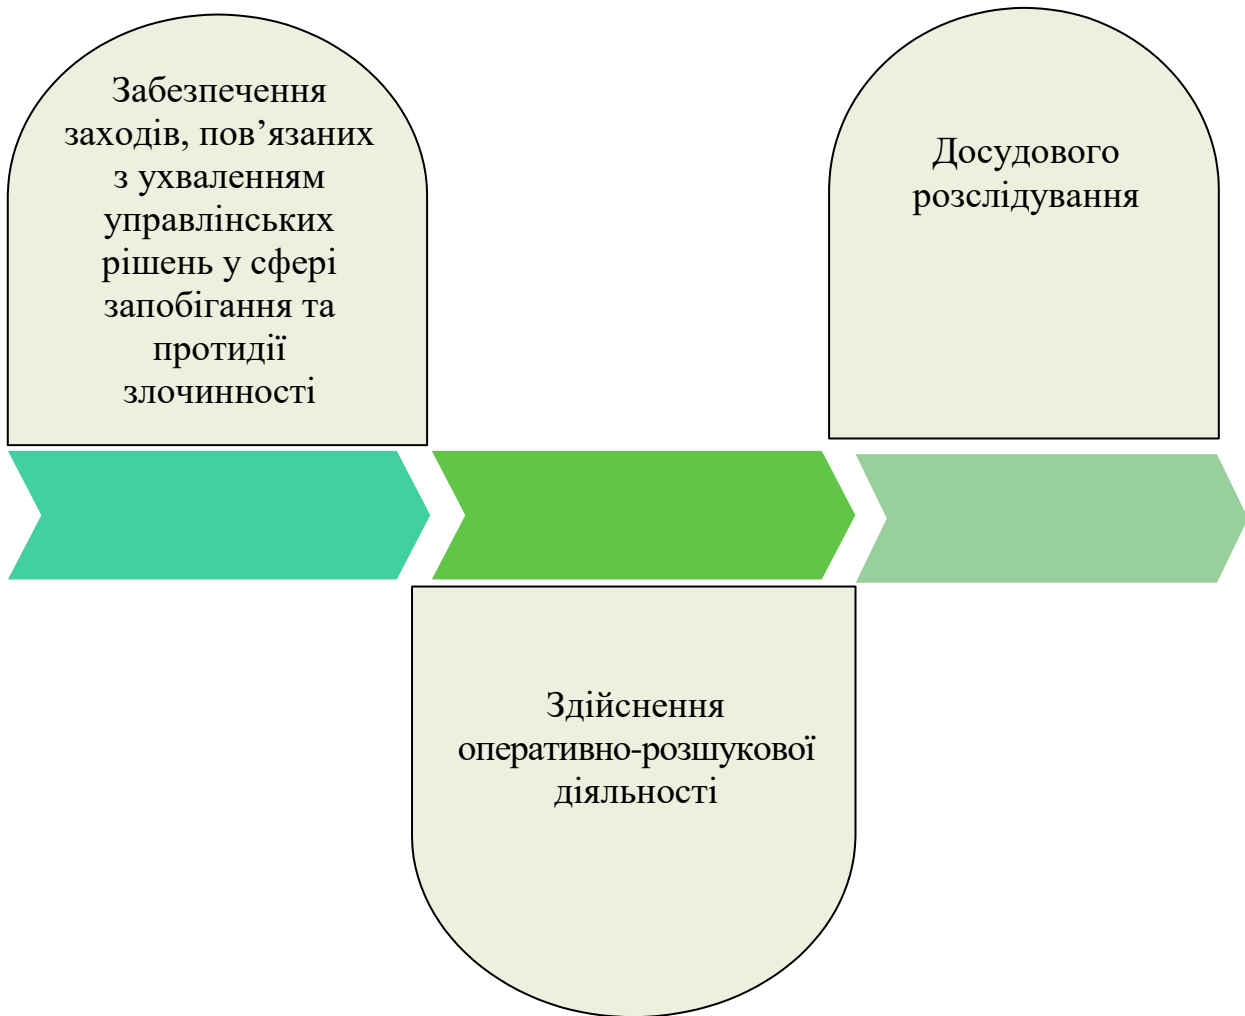 Забезпечення
заходів, пов’язаних
з ухваленням
управлінських
рішень у сфері
запобігання та
протидії
злочинності
Здійснення
оперативно-розшукової
діяльності
Досудового
розслідування